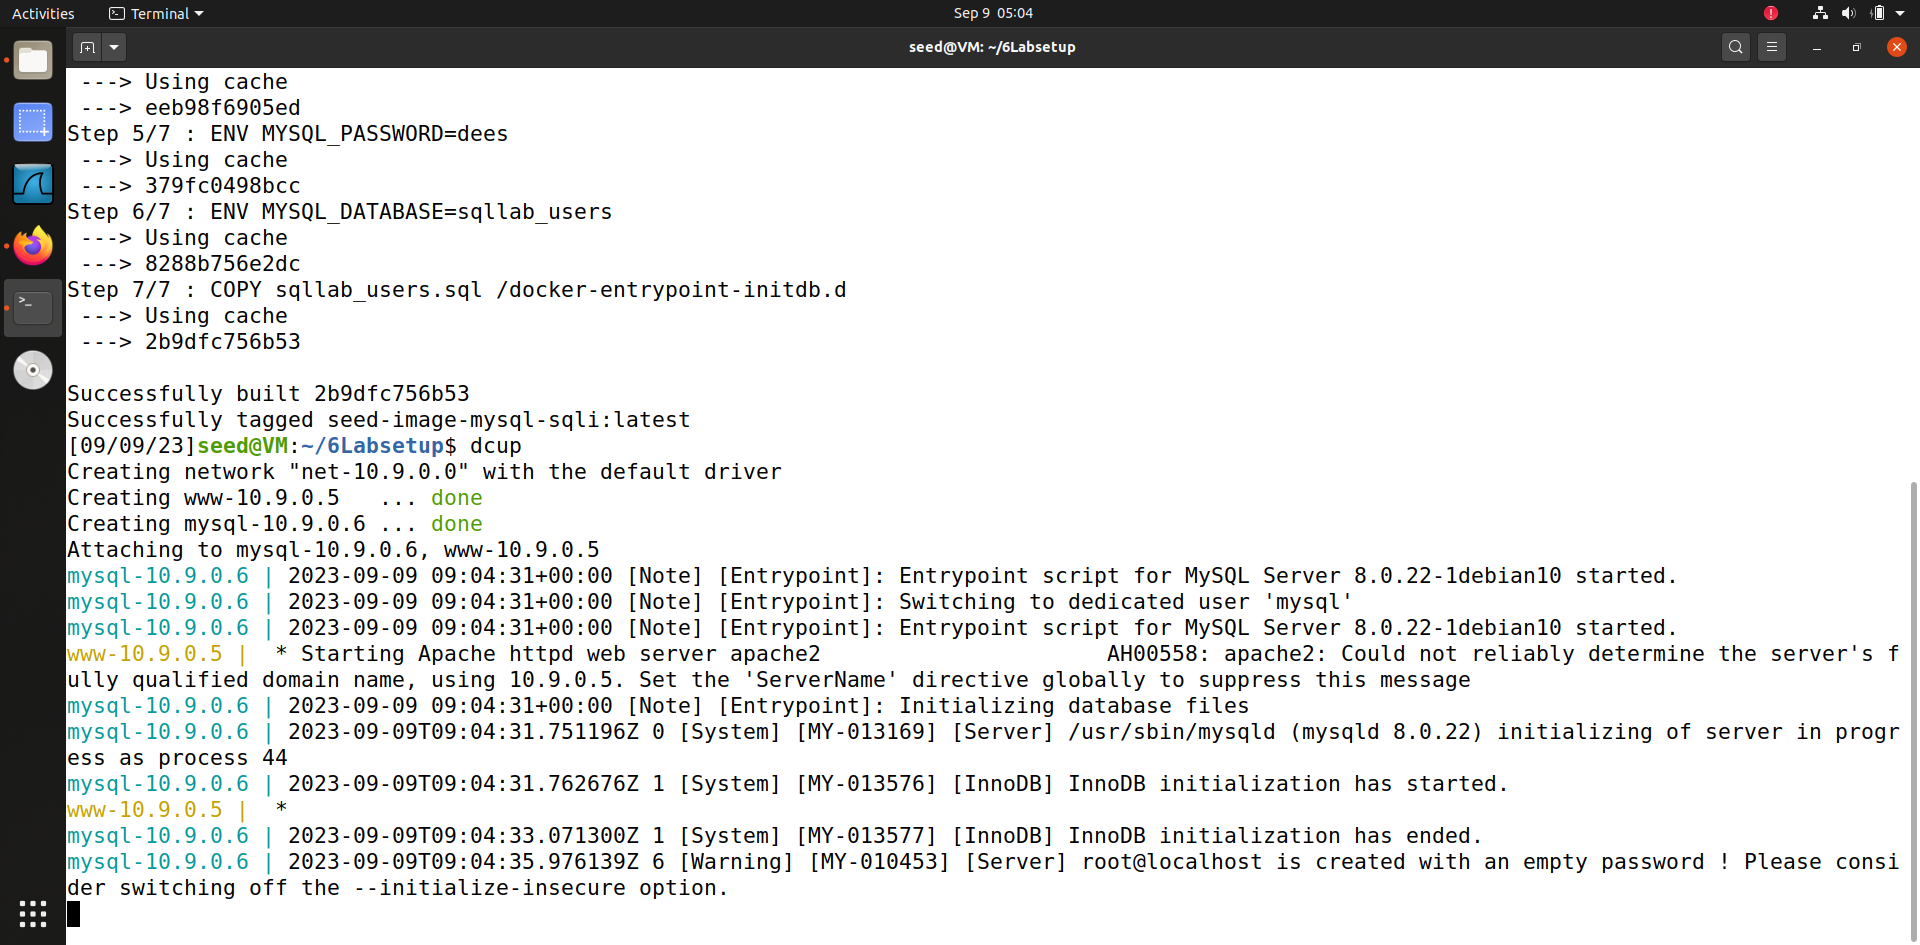 Activities Terminal Sep 9 05:04
seed@VM: ~/6Labsetup
---> Using cache
---> eeb98f6905ed
Step 5/7 : ENV MYSQL_PASSWORD=dees
---> Using cache
---> 379fc0498bcc
Step 6/7 : ENV MYSQL_DATABASE=sqllab_users
---> Using cache
---> 8288b756e2dc
Step 7/7 : COPY sqllab_users.sql /docker-entrypoint-initdb.d
---> Using cache
---> 2b9dfc756b53
Successfully built 2b9dfc756b53
Successfully tagged seed-image-mysql-sqli:latest
[09/09/23]seed@VM:~/6Labsetup$ dcup
Creating network "net-10.9.0.0" with the default driver
Creating www-10.9.0.5   ... done
Creating mysql-10.9.0.6 ... done
Attaching to mysql-10.9.0.6, www-10.9.0.5
mysql-10.9.0.6 | 2023-09-09 09:04:31+00:00 [Note] [Entrypoint]: Entrypoint script for MySQL Server 8.0.22-1debian10 started.
mysql-10.9.0.6 | 2023-09-09 09:04:31+00:00 [Note] [Entrypoint]: Switching to dedicated user 'mysql'
mysql-10.9.0.6 | 2023-09-09 09:04:31+00:00 [Note] [Entrypoint]: Entrypoint script for MySQL Server 8.0.22-1debian10 started.
www-10.9.0.5 |  * Starting Apache httpd web server apache2                      AH00558: apache2: Could not reliably determine the server's f
ully qualified domain name, using 10.9.0.5. Set the 'ServerName' directive globally to suppress this message
mysql-10.9.0.6 | 2023-09-09 09:04:31+00:00 [Note] [Entrypoint]: Initializing database files
mysql-10.9.0.6 | 2023-09-09T09:04:31.751196Z 0 [System] [MY-013169] [Server] /usr/sbin/mysqld (mysqld 8.0.22) initializing of server in progr
ess as process 44
mysql-10.9.0.6 | 2023-09-09T09:04:31.762676Z 1 [System] [MY-013576] [InnoDB] InnoDB initialization has started.
www-10.9.0.5 |  *
mysql-10.9.0.6 | 2023-09-09T09:04:33.071300Z 1 [System] [MY-013577] [InnoDB] InnoDB initialization has ended.
mysql-10.9.0.6 | 2023-09-09T09:04:35.976139Z 6 [Warning] [MY-010453] [Server] root@localhost is created with an empty password ! Please consi
der switching off the --initialize-insecure option.